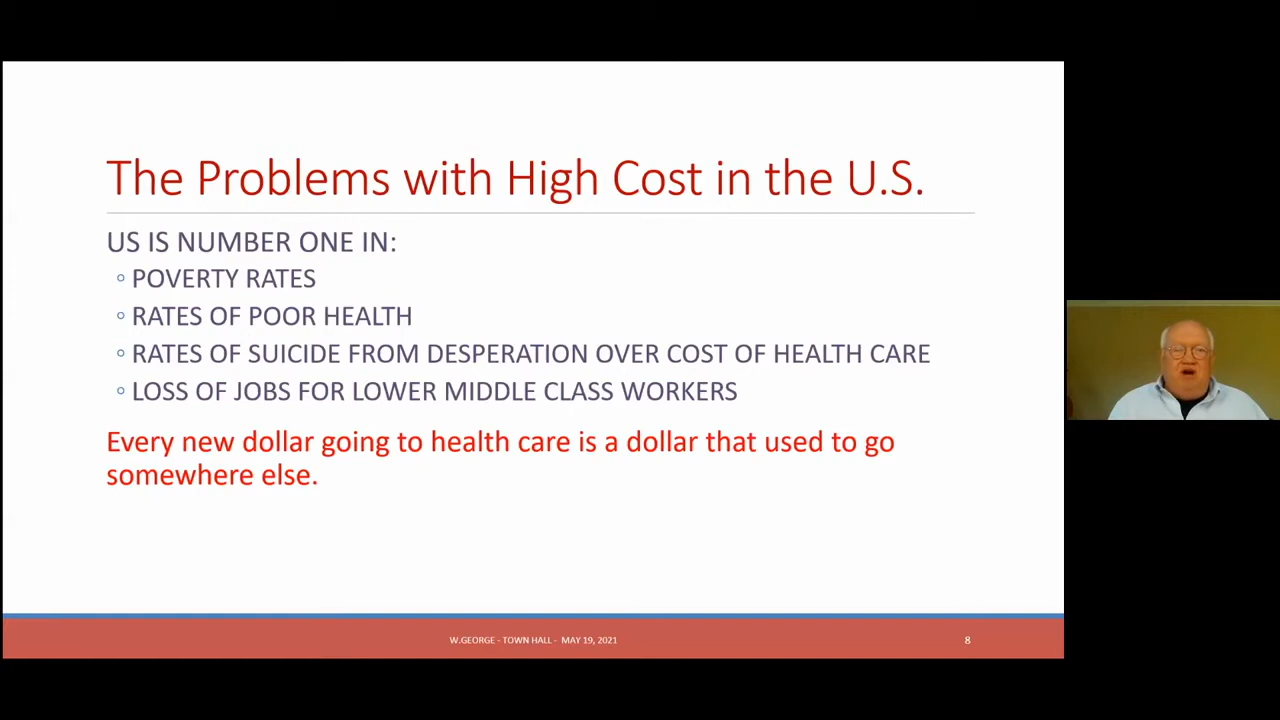 The Problems with High Cost in the U.S.
US IS NUMBER ONE IN:
◦ POVERTY RATES
◦ RATES OF POOR HEALTH
◦ RATES OF SUICIDE FROM DESPERATION OVER COST OF HEALTH CARE
◦ LOSS OF JOBS FOR LOWER MIDDLE CLASS WORKERS
Every new dollar going to health care is a dollar that used to go
somewhere else.
W.GEORGE - TOWN HALL - MAY 19, 2021
8